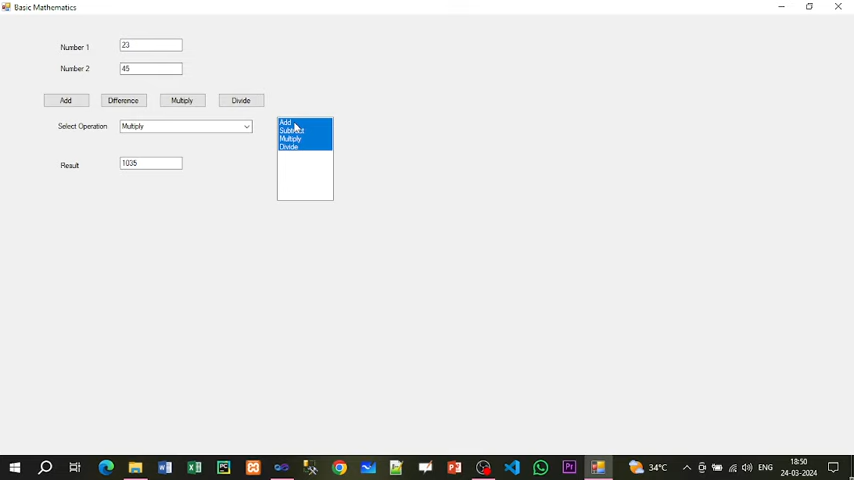 Basic Mathematics
Number 1 23
Number 2 45
Add Difference Multiply Divide
Select Operation Multiply
Add
Subtract
Multiply
Divide
Result 1035
34°C ENG 18:50
24-03-2024